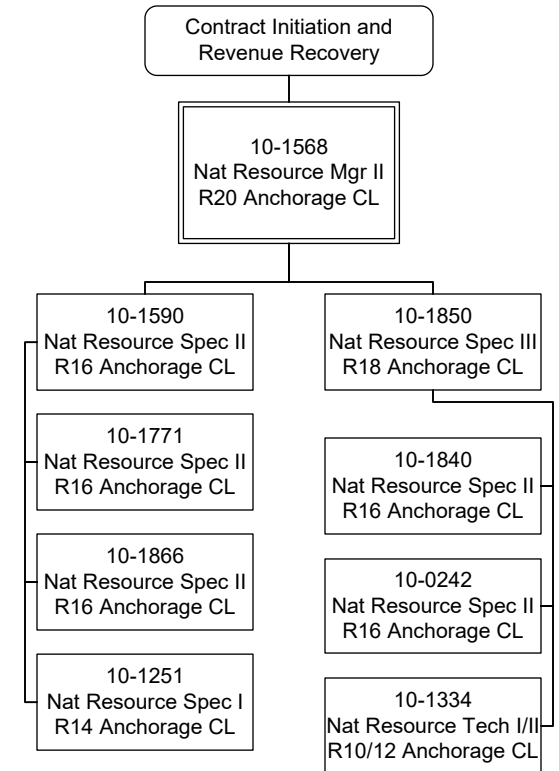 Contract Initiation and
Revenue Recovery
10-1568
Nat Resource Mgr II
R20 Anchorage CL
10-1590
Nat Resource Spec II
R16 Anchorage CL
10-1771
Nat Resource Spec II
R16 Anchorage CL
10-1866
Nat Resource Spec II
R16 Anchorage CL
10-1251
Nat Resource Spec I
R14 Anchorage CL
10-1850
Nat Resource Spec III
R18 Anchorage CL
10-1840
Nat Resource Spec II
R16 Anchorage CL
10-0242
Nat Resource Spec II
R16 Anchorage CL
10-1334
Nat Resource Tech I/II
R10/12 Anchorage CL